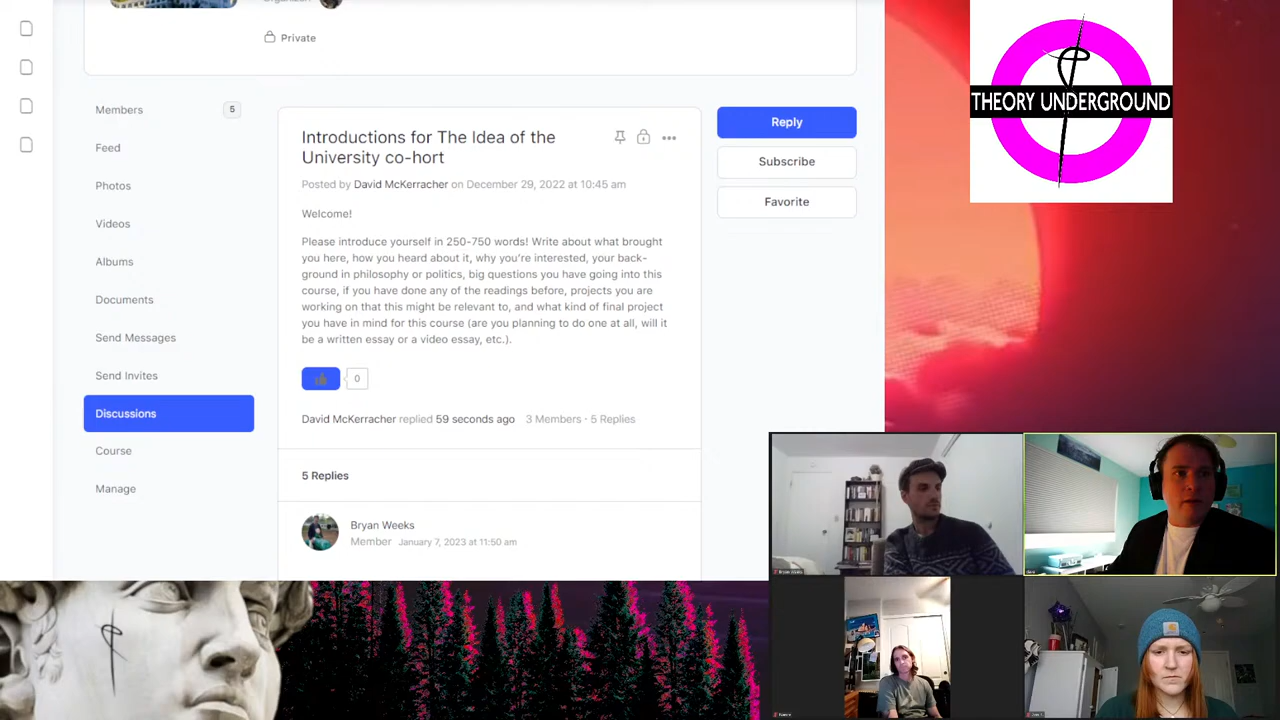 Private
THEORY UNDERGROUND
Members 5
Feed
Photos
Videos
Albums
Documents
Send Messages
Send Invites
Discussions
Course
Manage
Introductions for The Idea of the
University co-hort
Posted by David McKerracher on December 29, 2022 at 10:45 am
Welcome!
Please introduce yourself in 250-750 words! Write about what brought
you here, how you heard about it, why you're interested, your back-
ground in philosophy or politics, big questions you have going into this
course, if you have done any of the readings before, projects you are
working on that this might be relevant to, and what kind of final project
you have in mind for this course (are you planning to do one at all, will it
be a written essay or a video essay, etc.).
0
David McKerracher replied 59 seconds ago 3 Members · 5 Replies
5 Replies
Bryan Weeks
Member January 7, 2023 at 11:50 am
Reply
Subscribe
Favorite
Bryan Weeks